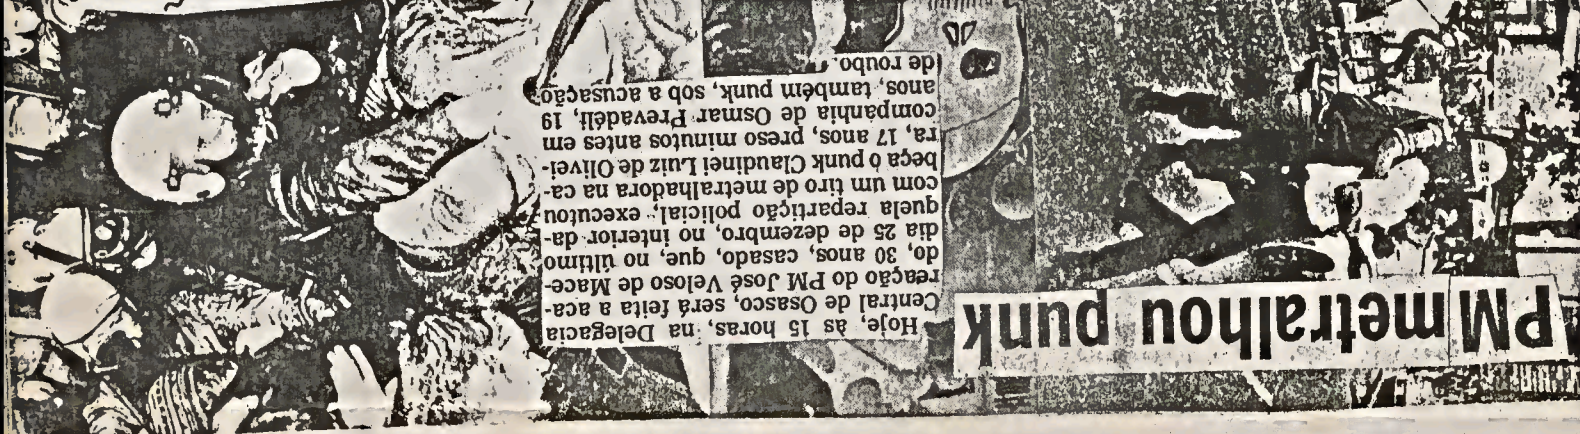 PM metralhou punk
Hoje, às 15 horas, na Delegacia
Central de Osasco, será feita a aca-
reação do PM José Veloso de Mace-
do, 30 anos, casado, que, no último
dia 25 de dezembro, no interior da-
quela repartição policial, executou
com um tiro de metralhadora na ca-
beça o punk Claudinei Luiz de Olivei-
ra, 17 anos, preso minutos antes em
companhia de Osmar Prevadéli, 19
anos, também punk, sob a acusação
de roubo.